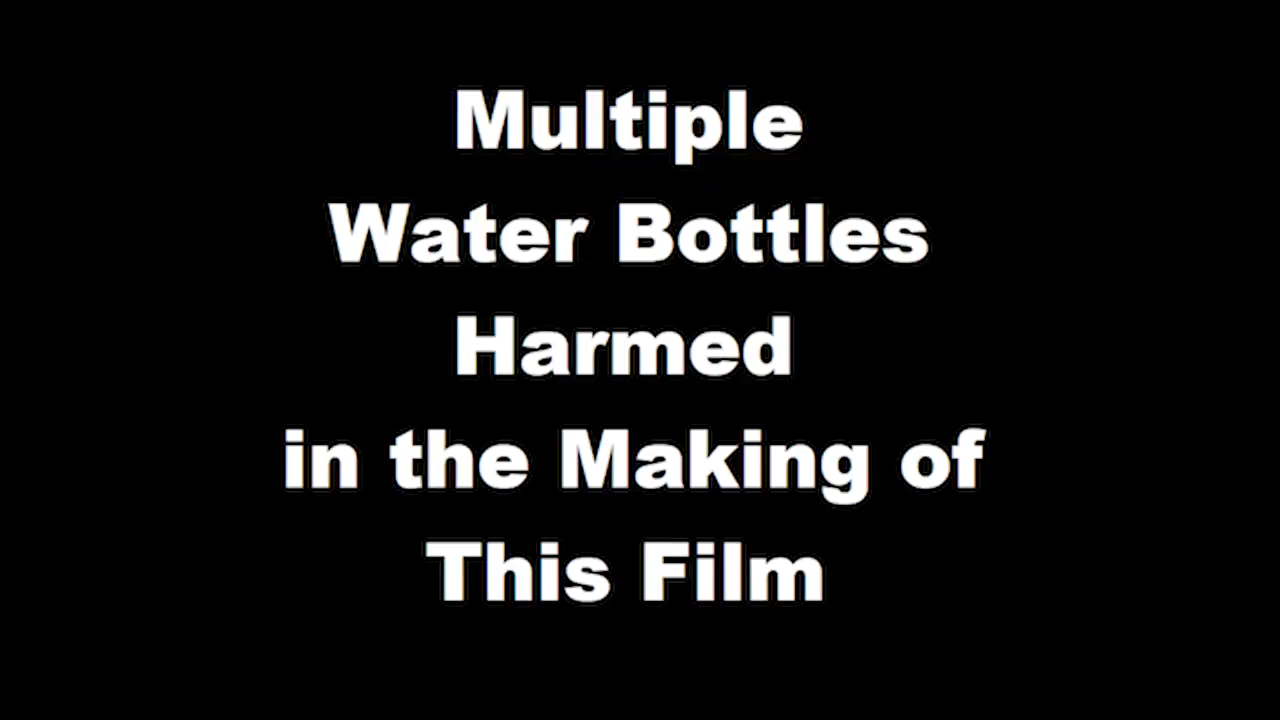 Multiple
Water Bottles
Harmed
in the Making of
This Film